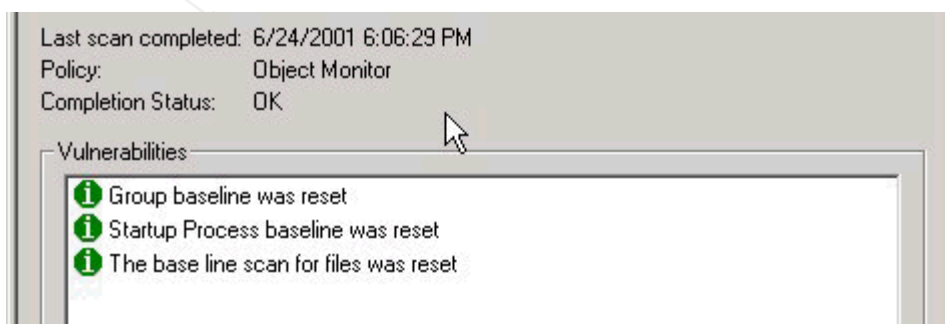 Last scan completed: 6/24/2001 6:06:29 PM
Policy: Object Monitor
Completion Status: OK
Vulnerabilities
Group baseline was reset
Startup Process baseline was reset
The base line scan for files was reset